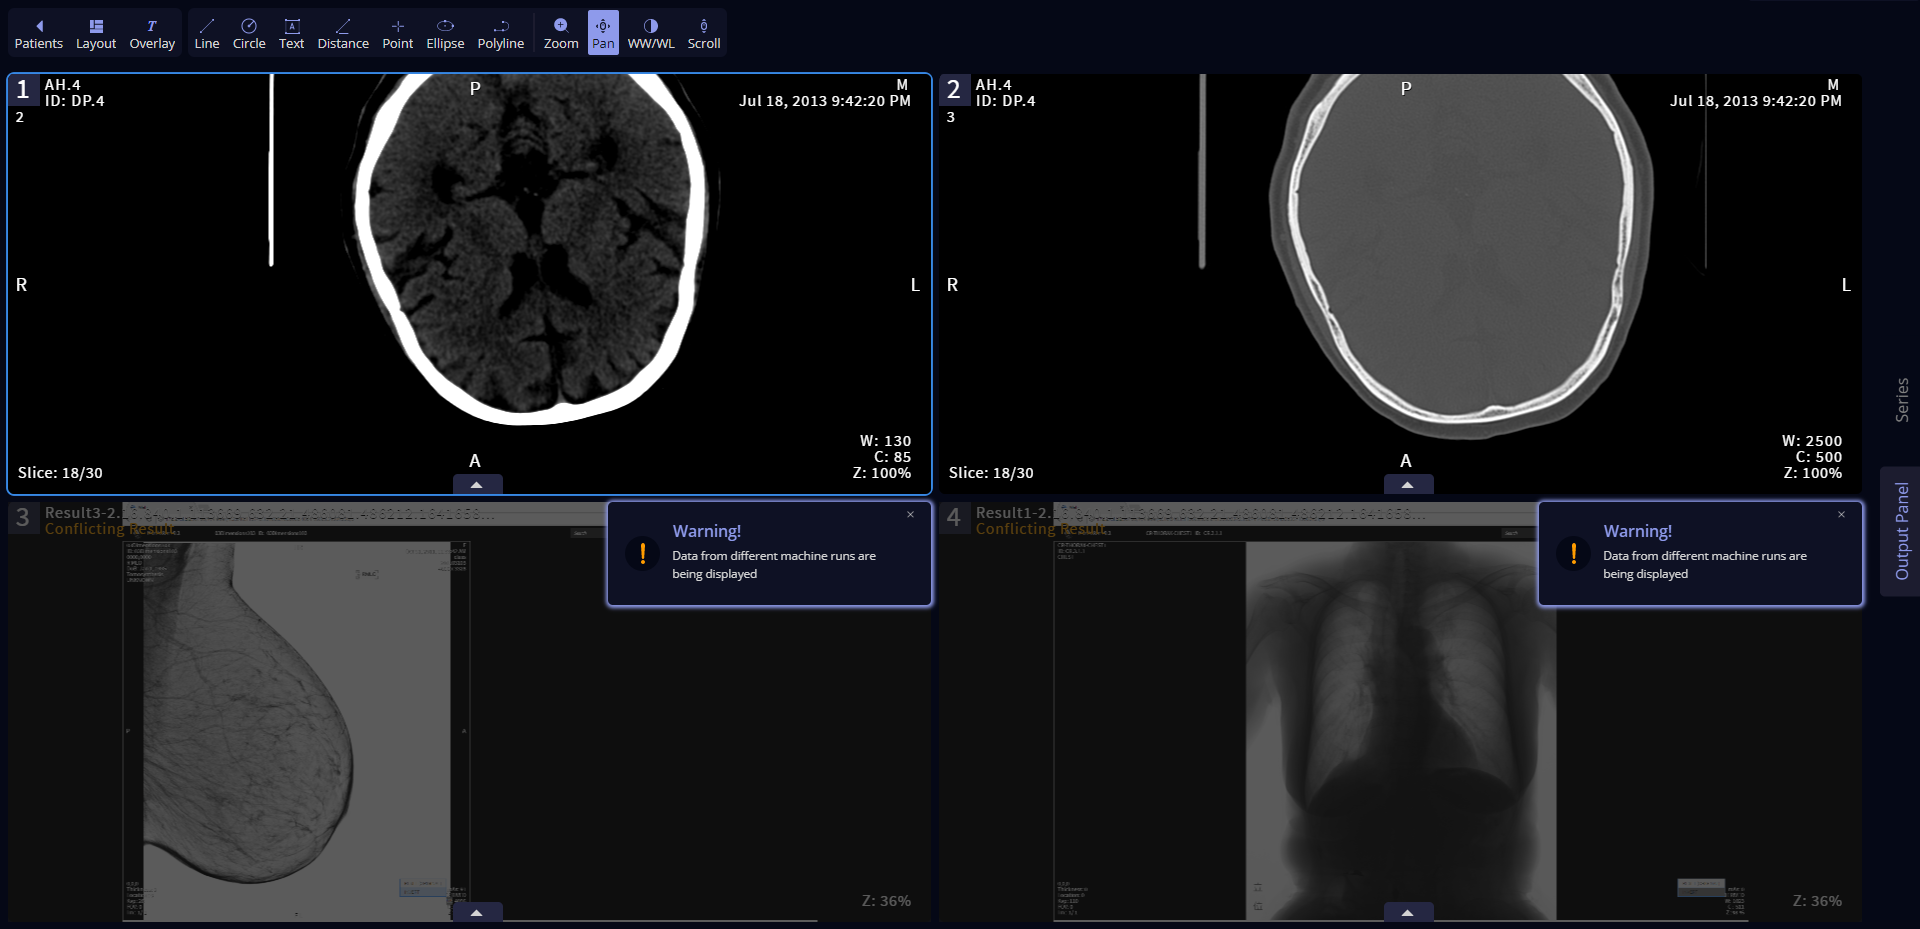 Patients Layout Overlay Line Circle Text Distance Point Ellipse Polyline Zoom Pan WW/WL Scroll
1 AH.4
ID: DP.4
2
P
M
Jul 18, 2013 9:42:20 PM
R
L
W: 130
C: 85
Z: 100%
A
Slice: 18/30
2 AH.4
ID: DP.4
3
P
M
Jul 18, 2013 9:42:20 PM
R
L
W: 2500
C: 500
Z: 100%
A
Slice: 18/30
3 Result3-2.
Conflicting Result
Warning!
Data from different machine runs are
being displayed
Z: 36%
4 Result1-2.
Conflicting Result
Warning!
Data from different machine runs are
being displayed
Z: 36%
Series
Output Panel